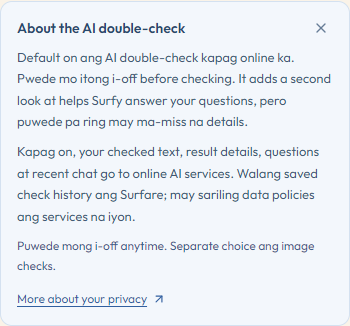 About the AI double-check
Default on ang AI double-check kapag online ka.
Pwede mo itong i-off before checking. It adds a second
look at helps Surfy answer your questions, pero
puwede pa ring may ma-miss na details.
Kapag on, your checked text, result details, questions
at recent chat go to online AI services. Walang saved
check history ang Surfare; may sariling data policies
ang services na iyon.
Puwede mong i-off anytime. Separate choice ang image
checks.
More about your privacy